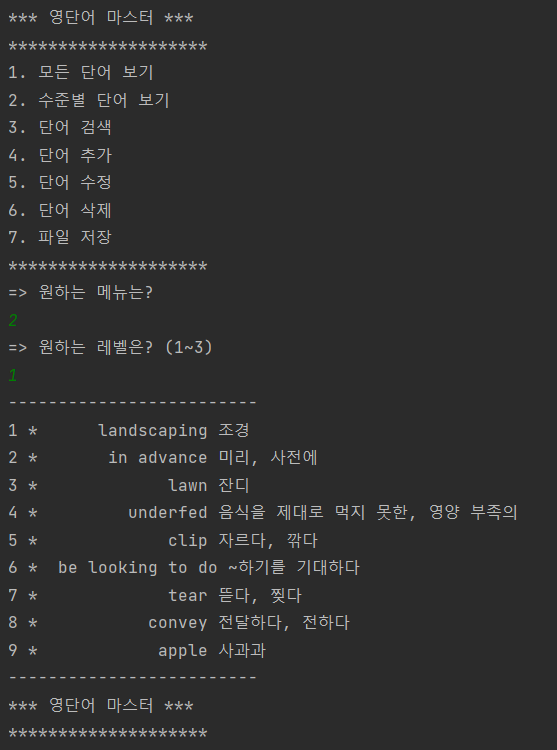 *** 영단어 마스터 ***
********************
1. 모든 단어 보기
2. 수준별 단어 보기
3. 단어 검색
4. 단어 추가
5. 단어 수정
6. 단어 삭제
7. 파일 저장
********************
=> 원하는 메뉴는?
2
=> 원하는 레벨은? (1~3)
1
-------------------------
1 *      landscaping 조경
2 *       in advance 미리, 사전에
3 *             lawn 잔디
4 *         underfed 음식을 제대로 먹지 못한, 영양 부족의
5 *             clip 자르다, 깎다
6 *  be looking to do ~하기를 기대하다
7 *             tear 뜯다, 찢다
8 *           convey 전달하다, 전하다
9 *            apple 사과과
-------------------------
*** 영단어 마스터 ***
********************